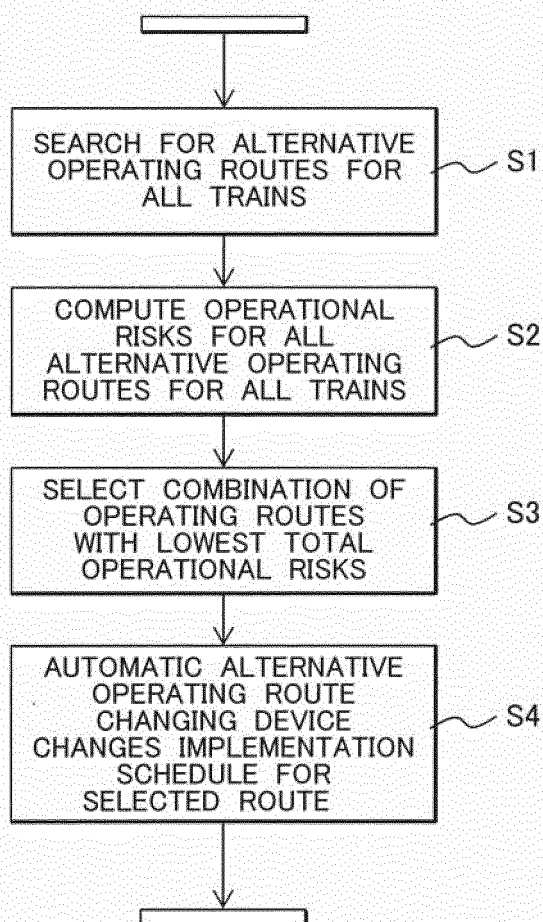 SEARCH FOR ALTERNATIVE
OPERATING ROUTES FOR
ALL TRAINS
S1
COMPUTE OPERATIONAL
RISKS FOR ALL
ALTERNATIVE OPERATING
ROUTES FOR ALL TRAINS
S2
SELECT COMBINATION OF
OPERATING ROUTES
WITH LOWEST TOTAL
OPERATIONAL RISKS
S3
AUTOMATIC ALTERNATIVE
OPERATING ROUTE
CHANGING DEVICE
CHANGES IMPLEMENTATION
SCHEDULE FOR
SELECTED ROUTE
S4